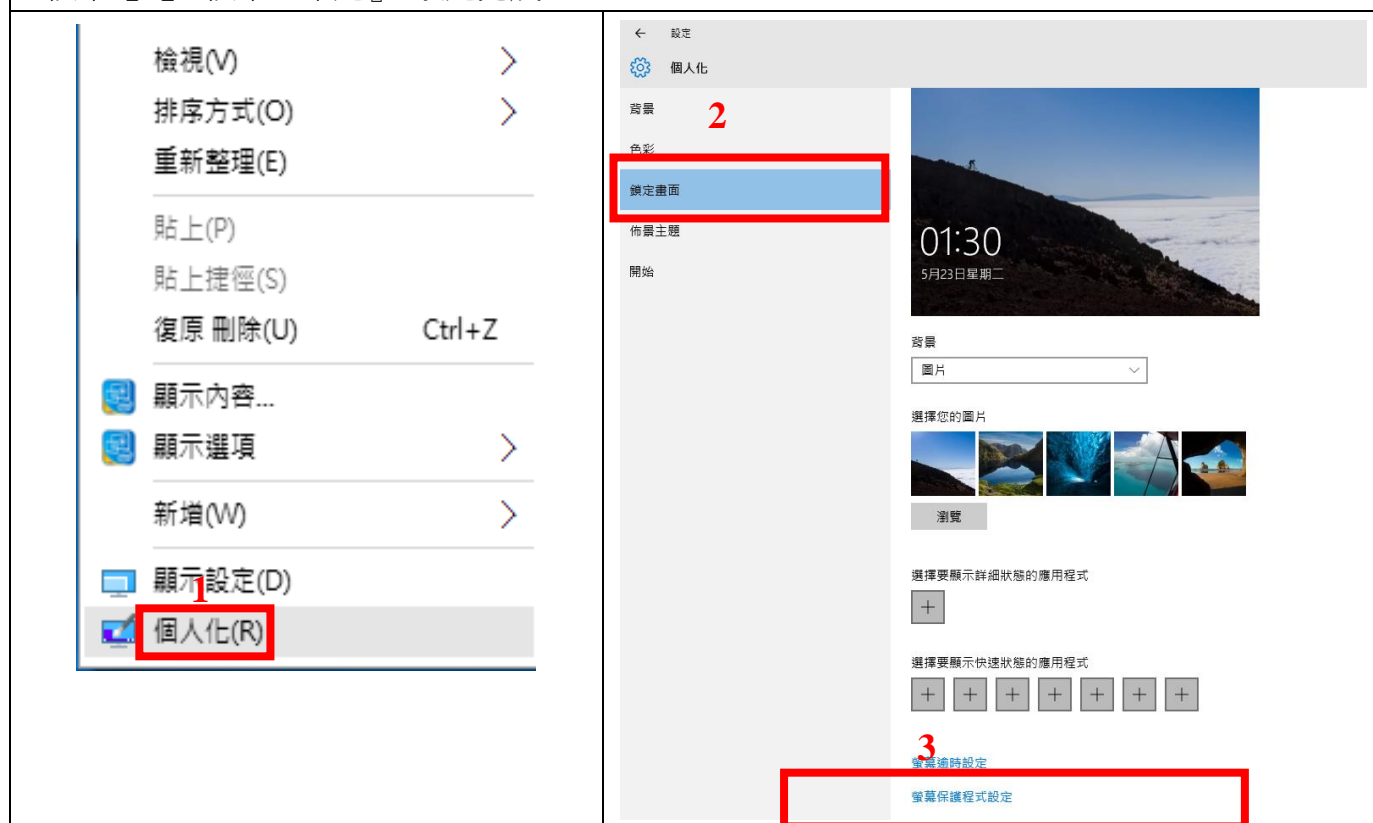 檢視(V)
排序方式(O)
重新整理(E)
貼上(P)
貼上捷徑(S)
復原 刪除(U) Ctrl+Z
顯示內容...
顯示選項
新增(W)
顯示設定(D)
1
個人化(R)
設定
個人化
背景
2
色彩
鎖定畫面
佈景主題
開始
01:30
5月23日星期二
背景
圖片
選擇您的圖片
瀏覽
選擇要顯示詳細狀態的應用程式
選擇要顯示快速狀態的應用程式
3
螢幕逾時設定
螢幕保護程式設定